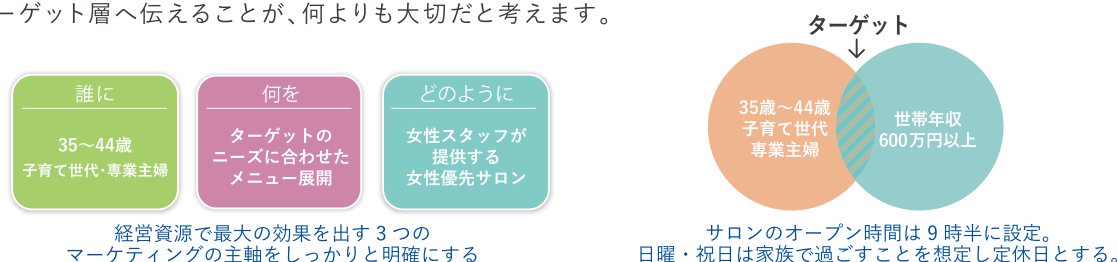 ーゲット層へ伝えることが、何よりも大切だと考えます。
誰に
35〜44歳
子育て世代・専業主婦
何を
ターゲットの
ニーズに合わせた
メニュー展開
どのように
女性スタッフが
提供する
女性優先サロン
経営資源で最大の効果を出す3つの
マーケティングの主軸をしっかりと明確にする
ターゲット
35歳〜44歳
子育て世代
専業主婦
世帯年収
600万円以上
サロンのオープン時間は9時半に設定。
日曜・祝日は家族で過ごすことを想定し定休日とする。